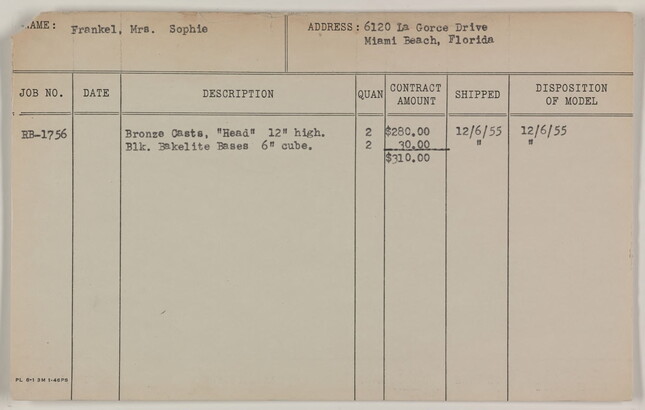 NAME: Frankel, Mrs. Sophie ADDRESS: 6120 La Gorce Drive
Miami Beach, Florida
JOB NO. DATE DESCRIPTION QUAN CONTRACT AMOUNT SHIPPED DISPOSITION OF MODEL
RB-1756 Bronze Casts, "Head" 12" high. 2 $280.00 12/6/55 12/6/55
Blk. Bakelite Bases 6" cube. 2 30.00 " "
$310.00